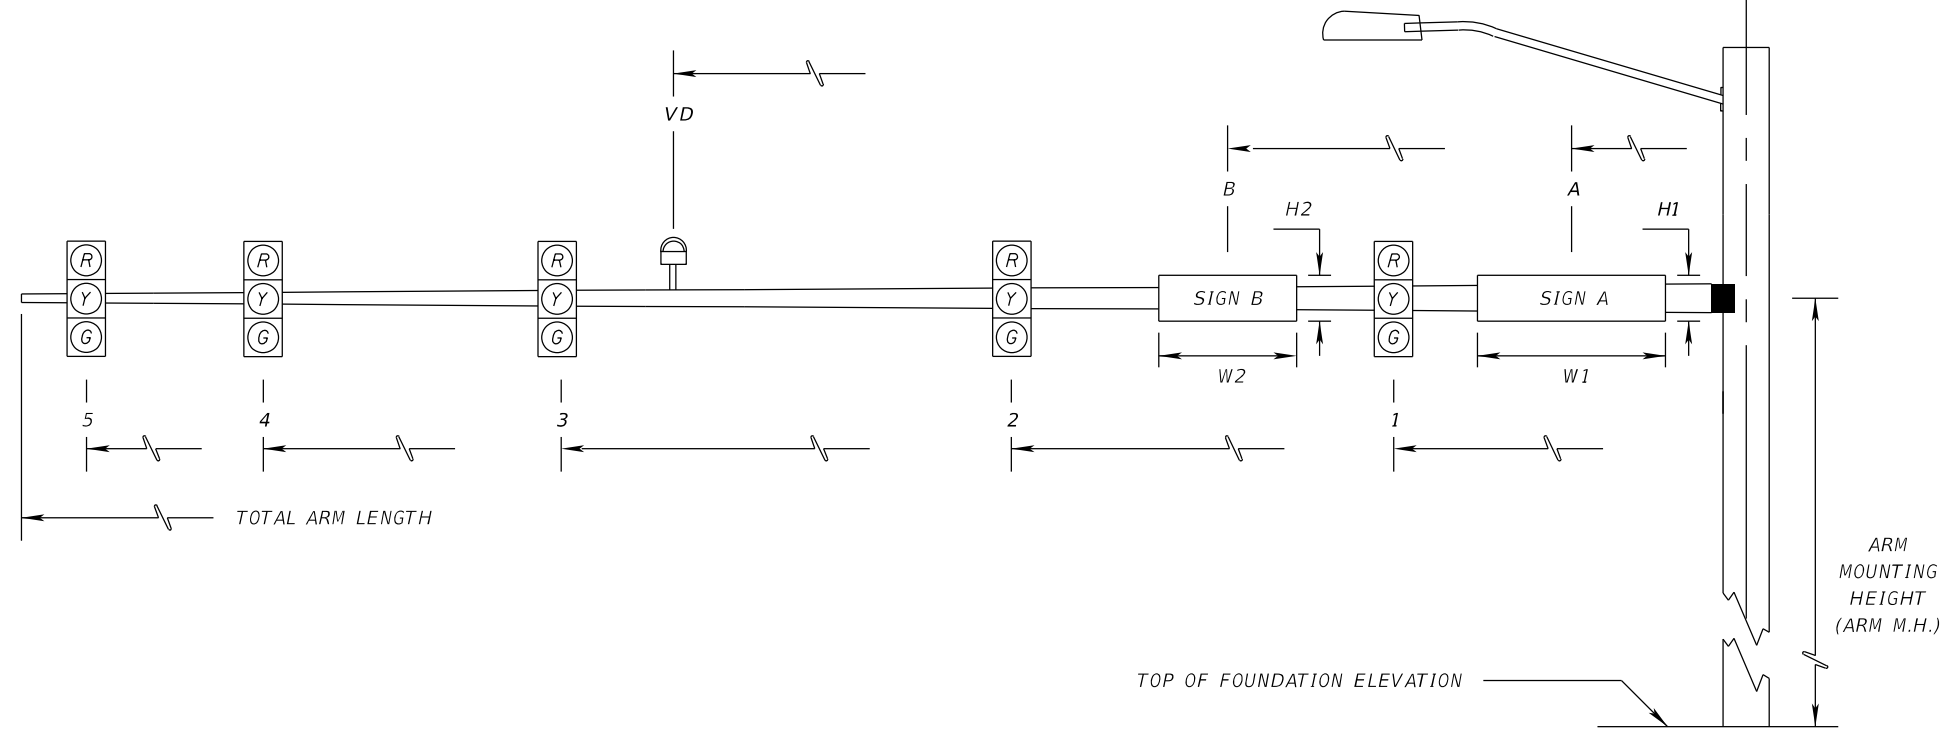 VD
B
A
H2
H1
R
R
R
R
R
Y
Y
Y
Y
SIGN B
Y
SIGN A
G
G
G
G
G
W2
W1
5
4
3
2
1
TOTAL ARM LENGTH
ARM
MOUNTING
HEIGHT
(ARM M.H.)
TOP OF FOUNDATION ELEVATION